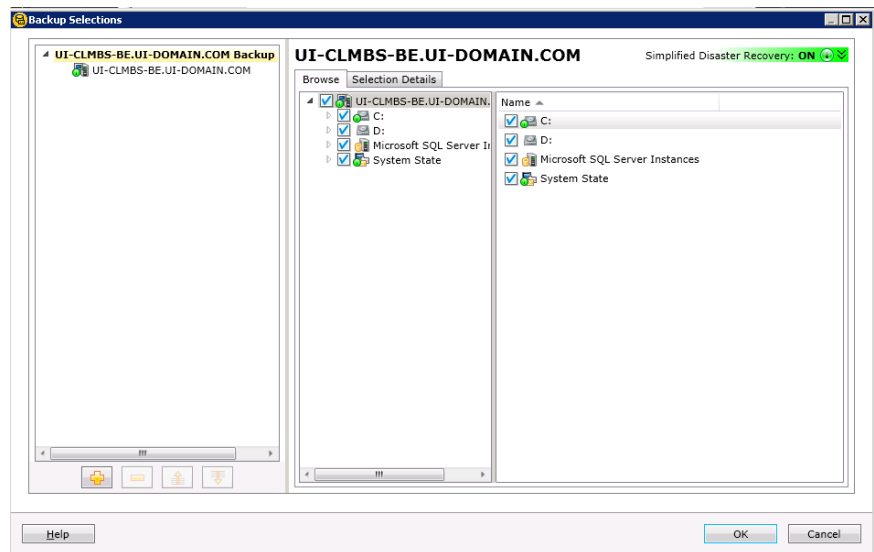 Backup Selections
UI-CLMBS-BE.UI-DOMAIN.COM Backup
UI-CLMBS-BE.UI-DOMAIN.COM
UI-CLMBS-BE.UI-DOMAIN.COM
Simplified Disaster Recovery: ON
Browse Selection Details
UI-CLMBS-BE.UI-DOMAIN.
C:
D:
Microsoft SQL Server In
System State
Name
C:
D:
Microsoft SQL Server Instances
System State
Help OK Cancel